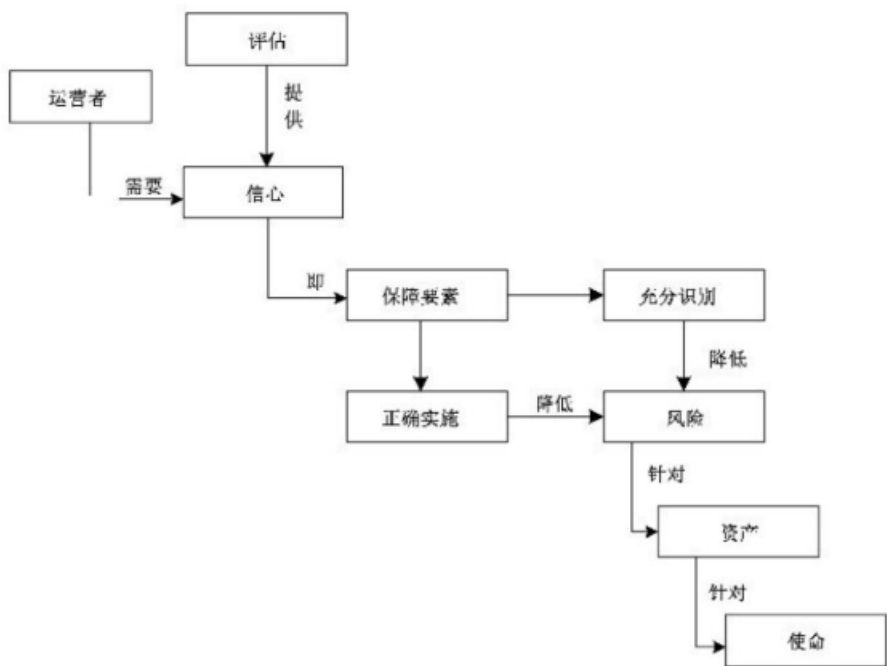 评估
运营者
提供
需要
信心
即
保障要素
充分识别
降低
正确实施
降低
风险
针对
资产
针对
使命